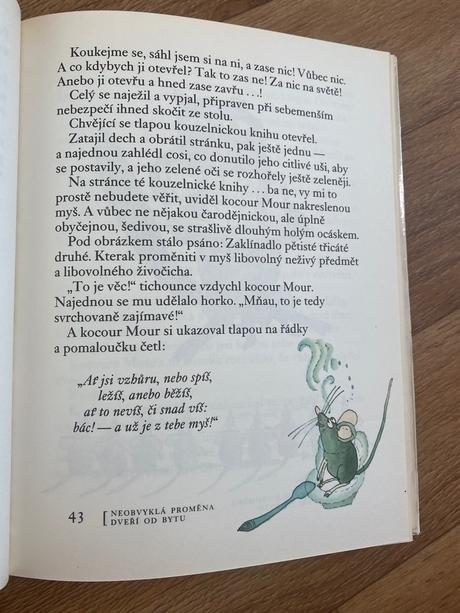 Koukejme se, sáhl jsem si na ni, a zase nic! Vůbec nic.
A co kdybych ji otevřel? Tak to zas ne! Za nic na světě!
Anebo ji otevřu a hned zase zavřu . . .!
Celý se naježil a vypjal, připraven při sebemenším
nebezpečí ihned skočit ze stolu.
Chvějící se tlapou kouzelnickou knihu otevřel.
Zatajil dech a obrátil stránku, pak ještě jednu —
a najednou zahlédl cosi, co donutilo jeho citlivé uši, aby
se postavily, a jeho zelené oči se rozhořely ještě zeleněji.
Na stránce té kouzelnické knihy . . . ba ne, vy mi to
prostě nebudete věřit, uviděl kocour Mour nakreslenou
myš. A vůbec ne nějakou čarodějnickou, ale úplně
obyčejnou, šedivou, se strašlivě dlouhým holým ocáskem.
Pod obrázkem stálo psáno: Zaklínadlo pětisté třicáté
druhé. Kterak proměniti v myš libovolný neživý předmět
a libovolného živočicha.
„To je věc!“ tichounce vzdychl kocour Mour.
Najednou se mu udělalo horko. „Mňau, to je tedy
svrchovaně zajímavé!“
A kocour Mour si ukazoval tlapou na řádky
a pomaloučku četl:
„Ať jsi vzhůru, nebo spíš,
ležíš, anebo běžíš,
ať to nevíš, či snad víš:
bác! — a už je z tebe myš!“
43 [ NEOBVYKLÁ PROMĚNA
DVEŘÍ OD BYTU